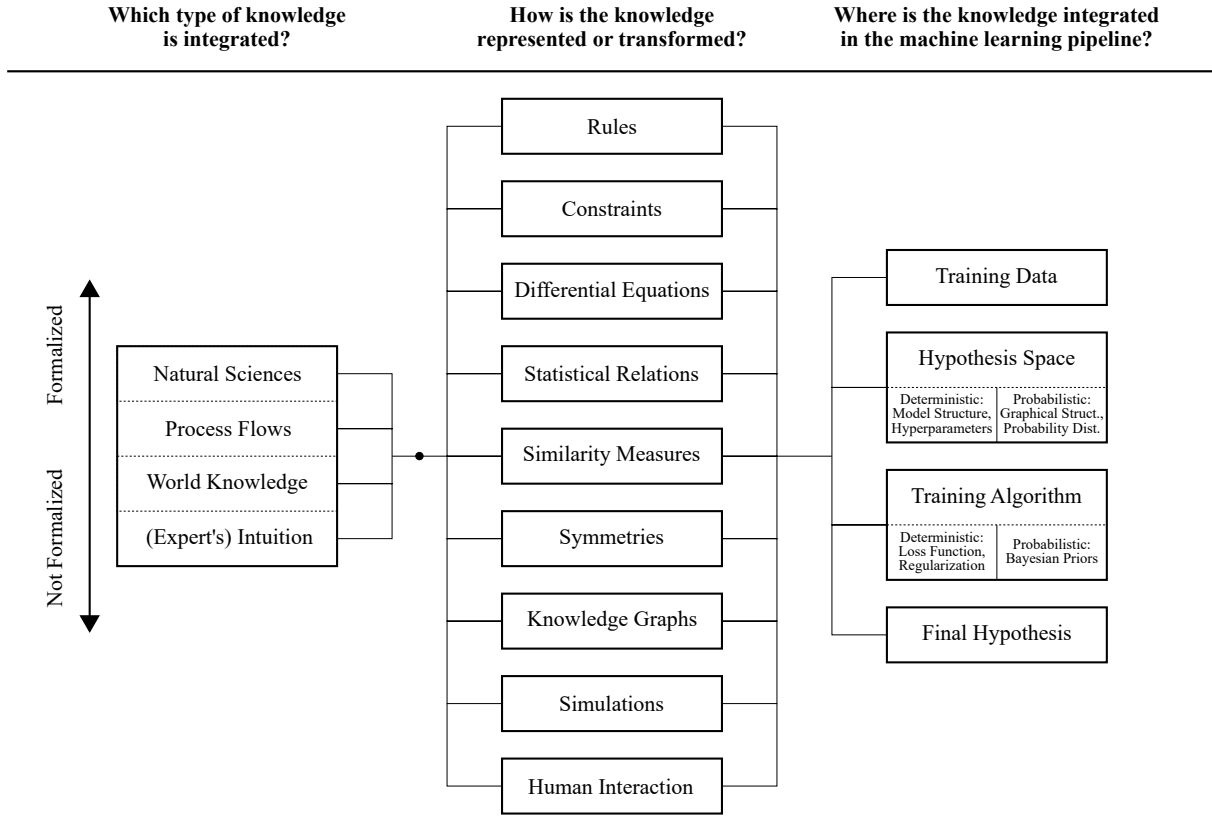 Which type of knowledge
is integrated?
How is the knowledge
represented or transformed?
Where is the knowledge integrated
in the machine learning pipeline?
Formalized
Not Formalized
Natural Sciences
Process Flows
World Knowledge
(Expert's) Intuition
Rules
Constraints
Differential Equations
Statistical Relations
Similarity Measures
Symmetries
Knowledge Graphs
Simulations
Human Interaction
Training Data
Hypothesis Space
Deterministic:
Model Structure,
Hyperparameters
Probabilistic:
Graphical Struct.,
Probability Dist.
Training Algorithm
Deterministic:
Loss Function,
Regularization
Probabilistic:
Bayesian Priors
Final Hypothesis